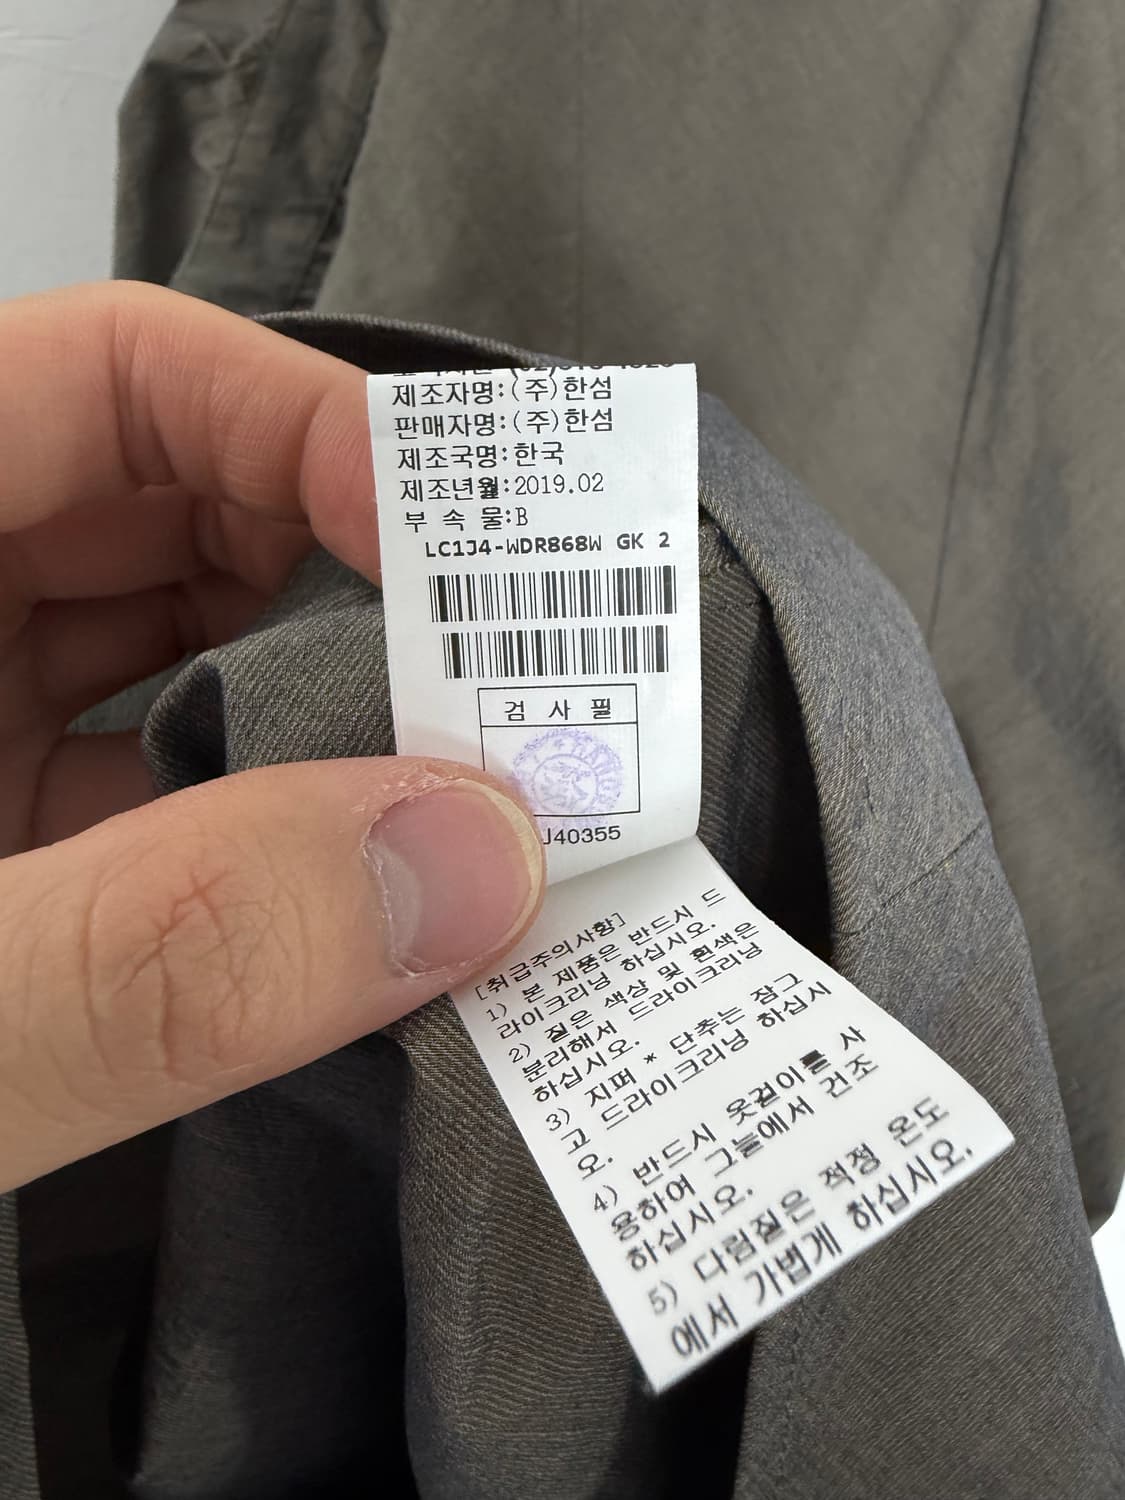 제조자명:(주)한섬
판매자명:(주)한섬
제조국명:한국
제조년월:2019.02
부 속 물:B
LC1J4-WDR868W GK 2
검 사 필
J40355
[취급주의사항]
1) 본 제품은 반드시 드
라이크리닝 하십시오.
2) 짙은 색상 및 흰색은
분리해서 드라이크리닝
하십시오.
3) 지퍼 * 단추는 잠그
고 드라이크리닝 하십시
오.
4) 반드시 옷걸이를 사
용하여 그늘에서 건조
하십시오.
5) 다림질은 적정 온도
에서 가볍게 하십시오.